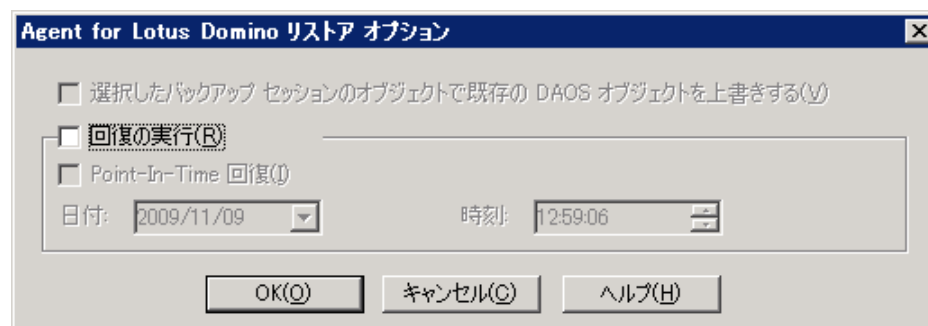 Agent for Lotus Domino リストア オプション
選択したバックアップ セッションのオブジェクトで既存の DAOS オブジェクトを上書きする(V)
回復の実行(R)
Point-In-Time 回復(I)
日付: 2009/11/09 時刻: 12:59:06
OK(O) キャンセル(C) ヘルプ(H)